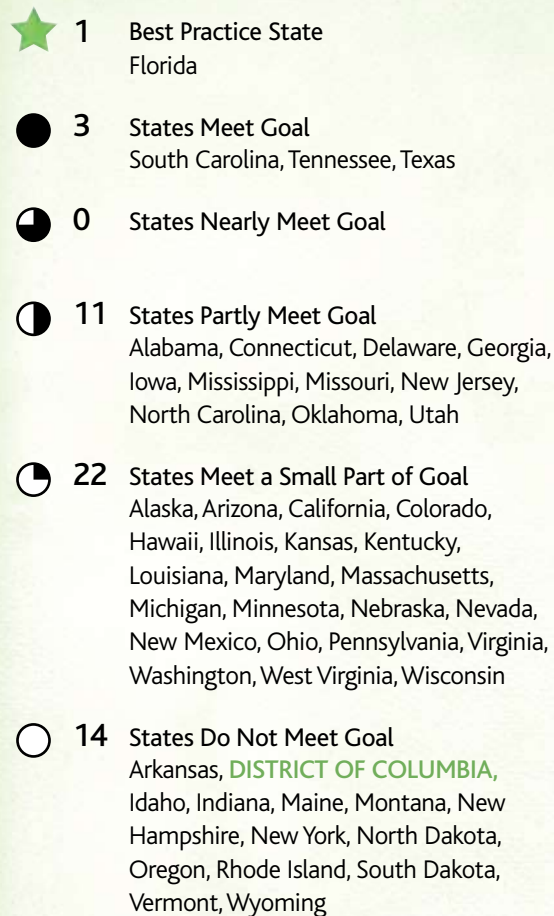 1 Best Practice State
Florida
3 States Meet Goal
South Carolina, Tennessee, Texas
0 States Nearly Meet Goal
11 States Partly Meet Goal
Alabama, Connecticut, Delaware, Georgia,
Iowa, Mississippi, Missouri, New Jersey,
North Carolina, Oklahoma, Utah
22 States Meet a Small Part of Goal
Alaska, Arizona, California, Colorado,
Hawaii, Illinois, Kansas, Kentucky,
Louisiana, Maryland, Massachusetts,
Michigan, Minnesota, Nebraska, Nevada,
New Mexico, Ohio, Pennsylvania, Virginia,
Washington, West Virginia, Wisconsin
14 States Do Not Meet Goal
Arkansas, DISTRICT OF COLUMBIA,
Idaho, Indiana, Maine, Montana, New
Hampshire, New York, North Dakota,
Oregon, Rhode Island, South Dakota,
Vermont, Wyoming